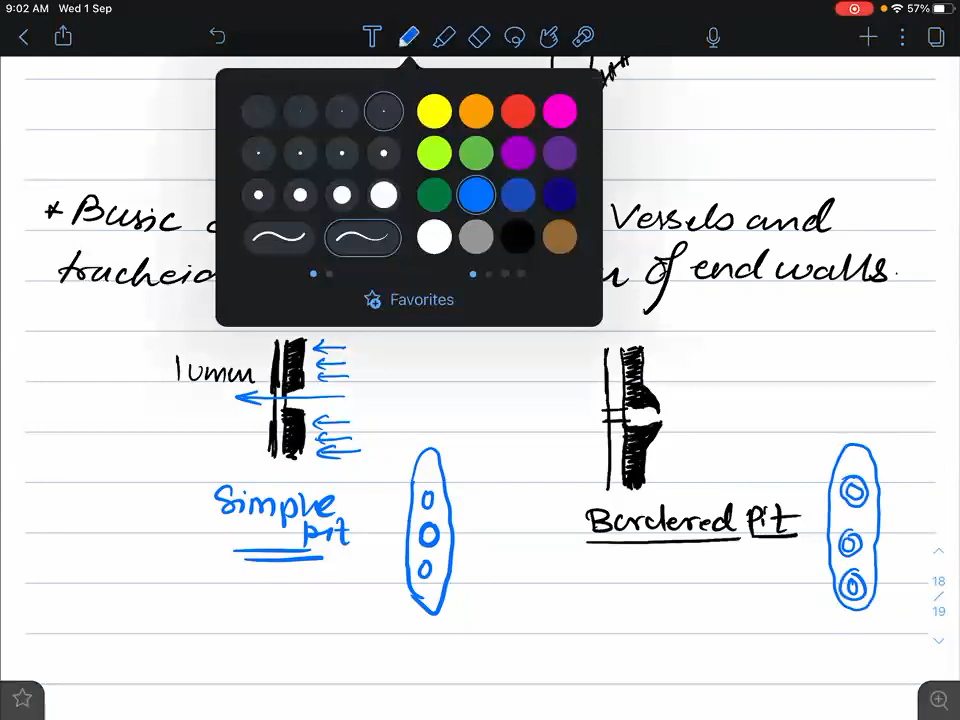 9:02 AM Wed 1 Sep
57%
T
* Basic Vessels and
of end walls.
Favorites
lumen
Simple
pit
Bordered pit
18
/
19